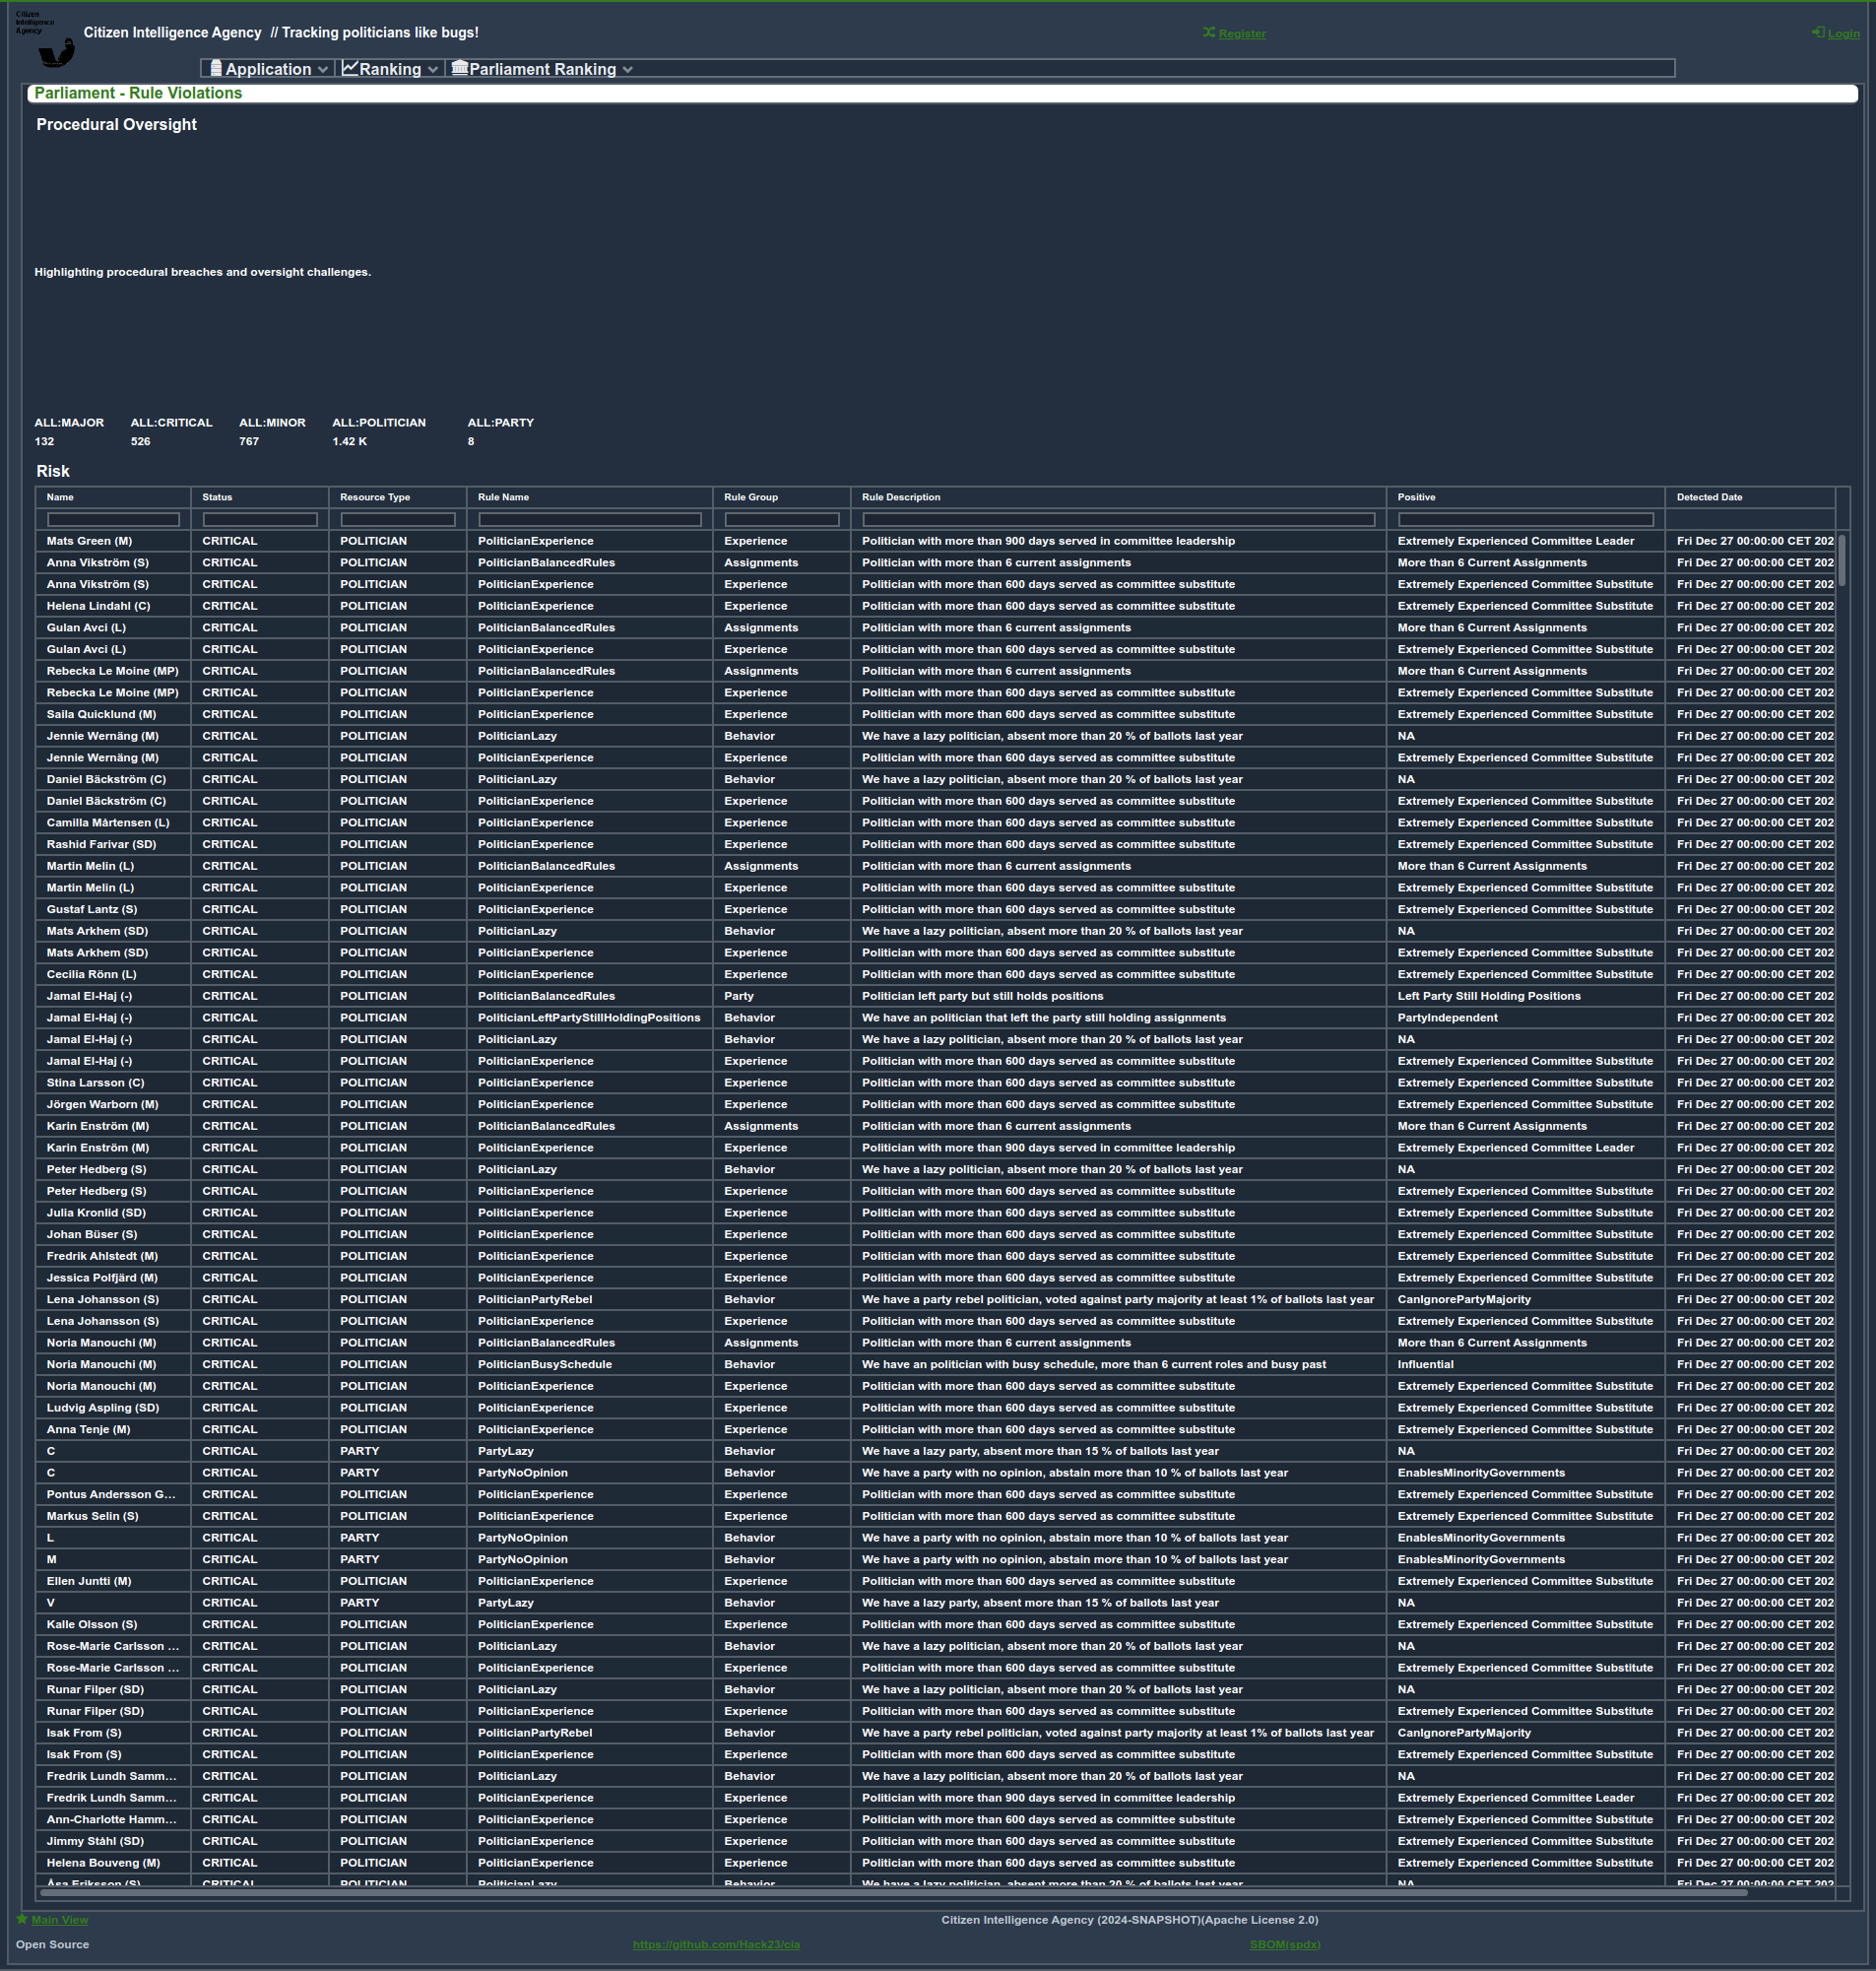 Citizen
Intelligence
Agency
Citizen Intelligence Agency // Tracking politicians like bugs!
Register
Login
Application Ranking Parliament Ranking
Parliament - Rule Violations
Procedural Oversight
Highlighting procedural breaches and oversight challenges.
ALL:MAJOR ALL:CRITICAL ALL:MINOR ALL:POLITICIAN ALL:PARTY
132 526 767 1.42 K 8
Risk
Name Status Resource Type Rule Name Rule Group Rule Description Positive Detected Date
Mats Green (M) CRITICAL POLITICIAN PoliticianExperience Experience Politician with more than 900 days served in committee leadership Extremely Experienced Committee Leader Fri Dec 27 00:00:00 CET 202
Anna Vikström (S) CRITICAL POLITICIAN PoliticianBalancedRules Assignments Politician with more than 6 current assignments More than 6 Current Assignments Fri Dec 27 00:00:00 CET 202
Anna Vikström (S) CRITICAL POLITICIAN PoliticianExperience Experience Politician with more than 600 days served as committee substitute Extremely Experienced Committee Substitute Fri Dec 27 00:00:00 CET 202
Helena Lindahl (C) CRITICAL POLITICIAN PoliticianExperience Experience Politician with more than 600 days served as committee substitute Extremely Experienced Committee Substitute Fri Dec 27 00:00:00 CET 202
Gulan Avci (L) CRITICAL POLITICIAN PoliticianBalancedRules Assignments Politician with more than 6 current assignments More than 6 Current Assignments Fri Dec 27 00:00:00 CET 202
Gulan Avci (L) CRITICAL POLITICIAN PoliticianExperience Experience Politician with more than 600 days served as committee substitute Extremely Experienced Committee Substitute Fri Dec 27 00:00:00 CET 202
Rebecka Le Moine (MP) CRITICAL POLITICIAN PoliticianBalancedRules Assignments Politician with more than 6 current assignments More than 6 Current Assignments Fri Dec 27 00:00:00 CET 202
Rebecka Le Moine (MP) CRITICAL POLITICIAN PoliticianExperience Experience Politician with more than 600 days served as committee substitute Extremely Experienced Committee Substitute Fri Dec 27 00:00:00 CET 202
Saila Quicklund (M) CRITICAL POLITICIAN PoliticianExperience Experience Politician with more than 600 days served as committee substitute Extremely Experienced Committee Substitute Fri Dec 27 00:00:00 CET 202
Jennie Wernäng (M) CRITICAL POLITICIAN PoliticianLazy Behavior We have a lazy politician, absent more than 20 % of ballots last year NA Fri Dec 27 00:00:00 CET 202
Jennie Wernäng (M) CRITICAL POLITICIAN PoliticianExperience Experience Politician with more than 600 days served as committee substitute Extremely Experienced Committee Substitute Fri Dec 27 00:00:00 CET 202
Daniel Bäckström (C) CRITICAL POLITICIAN PoliticianLazy Behavior We have a lazy politician, absent more than 20 % of ballots last year NA Fri Dec 27 00:00:00 CET 202
Daniel Bäckström (C) CRITICAL POLITICIAN PoliticianExperience Experience Politician with more than 600 days served as committee substitute Extremely Experienced Committee Substitute Fri Dec 27 00:00:00 CET 202
Camilla Mårtensen (L) CRITICAL POLITICIAN PoliticianExperience Experience Politician with more than 600 days served as committee substitute Extremely Experienced Committee Substitute Fri Dec 27 00:00:00 CET 202
Rashid Farivar (SD) CRITICAL POLITICIAN PoliticianExperience Experience Politician with more than 600 days served as committee substitute Extremely Experienced Committee Substitute Fri Dec 27 00:00:00 CET 202
Martin Melin (L) CRITICAL POLITICIAN PoliticianBalancedRules Assignments Politician with more than 6 current assignments More than 6 Current Assignments Fri Dec 27 00:00:00 CET 202
Martin Melin (L) CRITICAL POLITICIAN PoliticianExperience Experience Politician with more than 600 days served as committee substitute Extremely Experienced Committee Substitute Fri Dec 27 00:00:00 CET 202
Gustaf Lantz (S) CRITICAL POLITICIAN PoliticianExperience Experience Politician with more than 600 days served as committee substitute Extremely Experienced Committee Substitute Fri Dec 27 00:00:00 CET 202
Mats Arkhem (SD) CRITICAL POLITICIAN PoliticianLazy Behavior We have a lazy politician, absent more than 20 % of ballots last year NA Fri Dec 27 00:00:00 CET 202
Mats Arkhem (SD) CRITICAL POLITICIAN PoliticianExperience Experience Politician with more than 600 days served as committee substitute Extremely Experienced Committee Substitute Fri Dec 27 00:00:00 CET 202
Cecilia Rönn (L) CRITICAL POLITICIAN PoliticianExperience Experience Politician with more than 600 days served as committee substitute Extremely Experienced Committee Substitute Fri Dec 27 00:00:00 CET 202
Jamal El-Haj (-) CRITICAL POLITICIAN PoliticianBalancedRules Party Politician left party but still holds positions Left Party Still Holding Positions Fri Dec 27 00:00:00 CET 202
Jamal El-Haj (-) CRITICAL POLITICIAN PoliticianLeftPartyStillHoldingPositions Behavior We have an politician that left the party still holding assignments PartyIndependent Fri Dec 27 00:00:00 CET 202
Jamal El-Haj (-) CRITICAL POLITICIAN PoliticianLazy Behavior We have a lazy politician, absent more than 20 % of ballots last year NA Fri Dec 27 00:00:00 CET 202
Jamal El-Haj (-) CRITICAL POLITICIAN PoliticianExperience Experience Politician with more than 600 days served as committee substitute Extremely Experienced Committee Substitute Fri Dec 27 00:00:00 CET 202
Stina Larsson (C) CRITICAL POLITICIAN PoliticianExperience Experience Politician with more than 600 days served as committee substitute Extremely Experienced Committee Substitute Fri Dec 27 00:00:00 CET 202
Jörgen Warborn (M) CRITICAL POLITICIAN PoliticianExperience Experience Politician with more than 600 days served as committee substitute Extremely Experienced Committee Substitute Fri Dec 27 00:00:00 CET 202
Karin Enström (M) CRITICAL POLITICIAN PoliticianBalancedRules Assignments Politician with more than 6 current assignments More than 6 Current Assignments Fri Dec 27 00:00:00 CET 202
Karin Enström (M) CRITICAL POLITICIAN PoliticianExperience Experience Politician with more than 900 days served in committee leadership Extremely Experienced Committee Leader Fri Dec 27 00:00:00 CET 202
Peter Hedberg (S) CRITICAL POLITICIAN PoliticianLazy Behavior We have a lazy politician, absent more than 20 % of ballots last year NA Fri Dec 27 00:00:00 CET 202
Peter Hedberg (S) CRITICAL POLITICIAN PoliticianExperience Experience Politician with more than 600 days served as committee substitute Extremely Experienced Committee Substitute Fri Dec 27 00:00:00 CET 202
Julia Kronlid (SD) CRITICAL POLITICIAN PoliticianExperience Experience Politician with more than 600 days served as committee substitute Extremely Experienced Committee Substitute Fri Dec 27 00:00:00 CET 202
Johan Büser (S) CRITICAL POLITICIAN PoliticianExperience Experience Politician with more than 600 days served as committee substitute Extremely Experienced Committee Substitute Fri Dec 27 00:00:00 CET 202
Fredrik Ahlstedt (M) CRITICAL POLITICIAN PoliticianExperience Experience Politician with more than 600 days served as committee substitute Extremely Experienced Committee Substitute Fri Dec 27 00:00:00 CET 202
Jessica Polfjärd (M) CRITICAL POLITICIAN PoliticianExperience Experience Politician with more than 600 days served as committee substitute Extremely Experienced Committee Substitute Fri Dec 27 00:00:00 CET 202
Lena Johansson (S) CRITICAL POLITICIAN PoliticianPartyRebel Behavior We have a party rebel politician, voted against party majority at least 1% of ballots last year CanIgnorePartyMajority Fri Dec 27 00:00:00 CET 202
Lena Johansson (S) CRITICAL POLITICIAN PoliticianExperience Experience Politician with more than 600 days served as committee substitute Extremely Experienced Committee Substitute Fri Dec 27 00:00:00 CET 202
Noria Manouchi (M) CRITICAL POLITICIAN PoliticianBalancedRules Assignments Politician with more than 6 current assignments More than 6 Current Assignments Fri Dec 27 00:00:00 CET 202
Noria Manouchi (M) CRITICAL POLITICIAN PoliticianBusySchedule Behavior We have an politician with busy schedule, more than 6 current roles and busy past Influential Fri Dec 27 00:00:00 CET 202
Noria Manouchi (M) CRITICAL POLITICIAN PoliticianExperience Experience Politician with more than 600 days served as committee substitute Extremely Experienced Committee Substitute Fri Dec 27 00:00:00 CET 202
Ludvig Aspling (SD) CRITICAL POLITICIAN PoliticianExperience Experience Politician with more than 600 days served as committee substitute Extremely Experienced Committee Substitute Fri Dec 27 00:00:00 CET 202
Anna Tenje (M) CRITICAL POLITICIAN PoliticianExperience Experience Politician with more than 600 days served as committee substitute Extremely Experienced Committee Substitute Fri Dec 27 00:00:00 CET 202
C CRITICAL PARTY PartyLazy Behavior We have a lazy party, absent more than 15 % of ballots last year NA Fri Dec 27 00:00:00 CET 202
C CRITICAL PARTY PartyNoOpinion Behavior We have a party with no opinion, abstain more than 10 % of ballots last year EnablesMinorityGovernments Fri Dec 27 00:00:00 CET 202
Pontus Andersson G... CRITICAL POLITICIAN PoliticianExperience Experience Politician with more than 600 days served as committee substitute Extremely Experienced Committee Substitute Fri Dec 27 00:00:00 CET 202
Markus Selin (S) CRITICAL POLITICIAN PoliticianExperience Experience Politician with more than 600 days served as committee substitute Extremely Experienced Committee Substitute Fri Dec 27 00:00:00 CET 202
L CRITICAL PARTY PartyNoOpinion Behavior We have a party with no opinion, abstain more than 10 % of ballots last year EnablesMinorityGovernments Fri Dec 27 00:00:00 CET 202
M CRITICAL PARTY PartyNoOpinion Behavior We have a party with no opinion, abstain more than 10 % of ballots last year EnablesMinorityGovernments Fri Dec 27 00:00:00 CET 202
Ellen Juntti (M) CRITICAL POLITICIAN PoliticianExperience Experience Politician with more than 600 days served as committee substitute Extremely Experienced Committee Substitute Fri Dec 27 00:00:00 CET 202
V CRITICAL PARTY PartyLazy Behavior We have a lazy party, absent more than 15 % of ballots last year NA Fri Dec 27 00:00:00 CET 202
Kalle Olsson (S) CRITICAL POLITICIAN PoliticianExperience Experience Politician with more than 600 days served as committee substitute Extremely Experienced Committee Substitute Fri Dec 27 00:00:00 CET 202
Rose-Marie Carlsson ... CRITICAL POLITICIAN PoliticianLazy Behavior We have a lazy politician, absent more than 20 % of ballots last year NA Fri Dec 27 00:00:00 CET 202
Rose-Marie Carlsson ... CRITICAL POLITICIAN PoliticianExperience Experience Politician with more than 600 days served as committee substitute Extremely Experienced Committee Substitute Fri Dec 27 00:00:00 CET 202
Runar Filper (SD) CRITICAL POLITICIAN PoliticianLazy Behavior We have a lazy politician, absent more than 20 % of ballots last year NA Fri Dec 27 00:00:00 CET 202
Runar Filper (SD) CRITICAL POLITICIAN PoliticianExperience Experience Politician with more than 600 days served as committee substitute Extremely Experienced Committee Substitute Fri Dec 27 00:00:00 CET 202
Isak From (S) CRITICAL POLITICIAN PoliticianPartyRebel Behavior We have a party rebel politician, voted against party majority at least 1% of ballots last year CanIgnorePartyMajority Fri Dec 27 00:00:00 CET 202
Isak From (S) CRITICAL POLITICIAN PoliticianExperience Experience Politician with more than 600 days served as committee substitute Extremely Experienced Committee Substitute Fri Dec 27 00:00:00 CET 202
Fredrik Lundh Samm... CRITICAL POLITICIAN PoliticianLazy Behavior We have a lazy politician, absent more than 20 % of ballots last year NA Fri Dec 27 00:00:00 CET 202
Fredrik Lundh Samm... CRITICAL POLITICIAN PoliticianExperience Experience Politician with more than 900 days served in committee leadership Extremely Experienced Committee Leader Fri Dec 27 00:00:00 CET 202
Ann-Charlotte Hamm... CRITICAL POLITICIAN PoliticianExperience Experience Politician with more than 600 days served as committee substitute Extremely Experienced Committee Substitute Fri Dec 27 00:00:00 CET 202
Jimmy Ståhl (SD) CRITICAL POLITICIAN PoliticianExperience Experience Politician with more than 600 days served as committee substitute Extremely Experienced Committee Substitute Fri Dec 27 00:00:00 CET 202
Helena Bouveng (M) CRITICAL POLITICIAN PoliticianExperience Experience Politician with more than 600 days served as committee substitute Extremely Experienced Committee Substitute Fri Dec 27 00:00:00 CET 202
Åsa Eriksson (S) CRITICAL POLITICIAN PoliticianLazy Behavior We have a lazy politician, absent more than 20 % of ballots last year NA Fri Dec 27 00:00:00 CET 202
Main View
Citizen Intelligence Agency (2024-SNAPSHOT)(Apache License 2.0)
Open Source
https://github.com/Hack23/cia
SBOM(spdx)